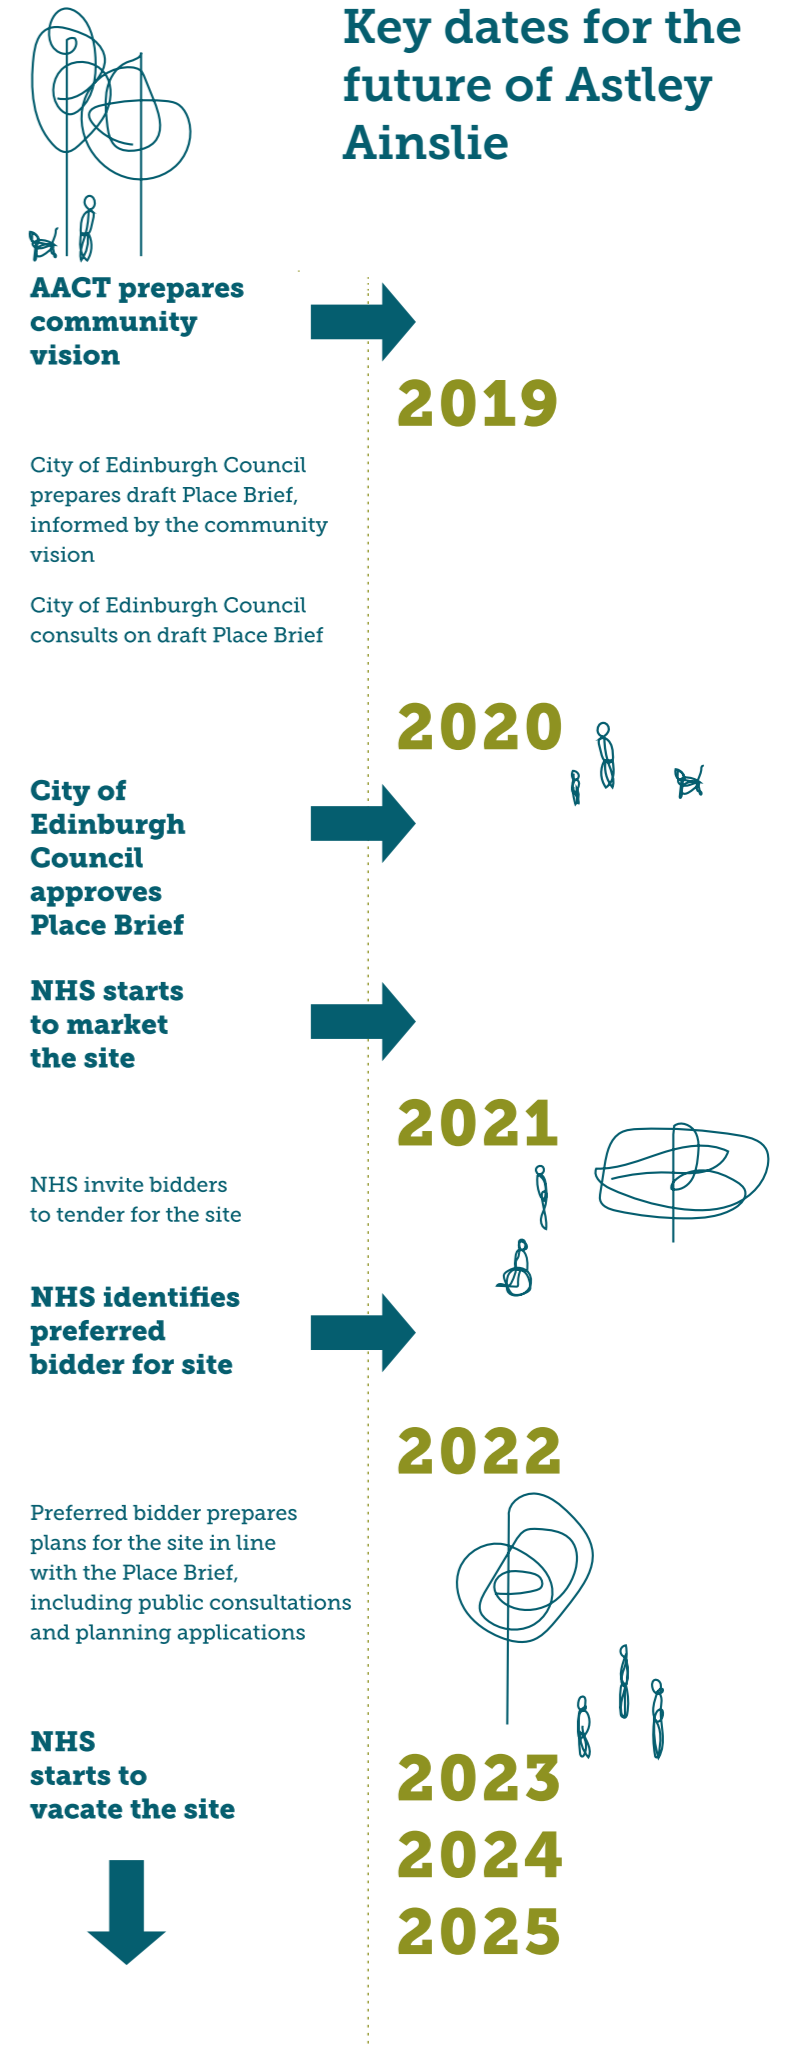 Key dates for the
future of Astley
Ainslie
AACT prepares
community
vision
2019
City of Edinburgh Council
prepares draft Place Brief,
informed by the community
vision
City of Edinburgh Council
consults on draft Place Brief
2020
City of
Edinburgh
Council
approves
Place Brief
NHS starts
to market
the site
2021
NHS invite bidders
to tender for the site
NHS identifies
preferred
bidder for site
2022
Preferred bidder prepares
plans for the site in line
with the Place Brief,
including public consultations
and planning applications
NHS
starts to
vacate the site
2023
2024
2025